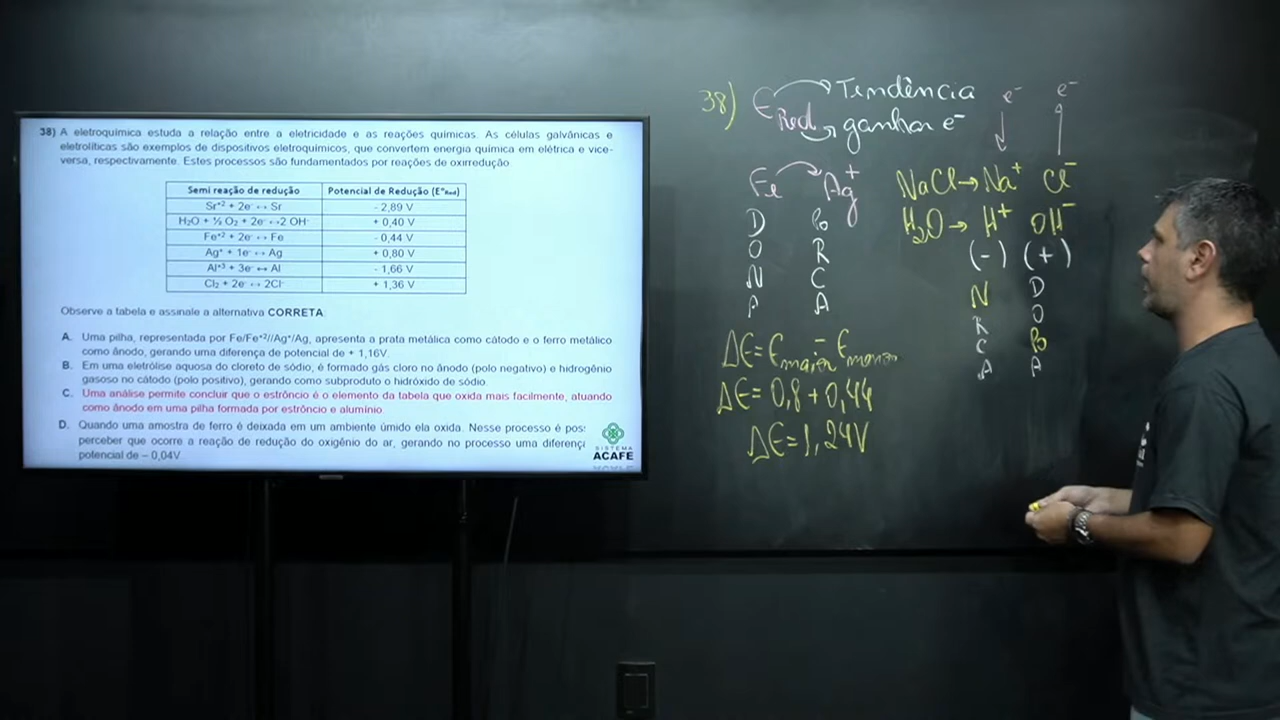 38) A eletroquímica estuda a relação entre a eletricidade e as reações químicas. As células galvânicas e
eletrolíticas são exemplos de dispositivos eletroquímicos, que convertem energia química em elétrica e vice-
versa, respectivamente. Estes processos são fundamentados por reações de oxirredução
Semi reação de redução Potencial de Redução (E°Red)
Sr⁺² + 2e⁻ ↔ Sr - 2,89 V
H₂O + ½ O₂ + 2e⁻ ↔ 2 OH⁻ + 0,40 V
Fe⁺² + 2e⁻ ↔ Fe - 0,44 V
Ag⁺ + 1e⁻ ↔ Ag + 0,80 V
Al⁺³ + 3e⁻ ↔ Al - 1,66 V
Cl₂ + 2e⁻ ↔ 2Cl⁻ + 1,36 V
Observe a tabela e assinale a alternativa CORRETA
A. Uma pilha, representada por Fe/Fe⁺²//Ag⁺/Ag, apresenta a prata metálica como cátodo e o ferro metálico
como ânodo, gerando uma diferença de potencial de + 1,16V.
B. Em uma eletrólise aquosa do cloreto de sódio, é formado gás cloro no ânodo (polo negativo) e hidrogênio
gasoso no cátodo (polo positivo), gerando como subproduto o hidróxido de sódio
C. Uma análise permite concluir que o estrôncio é o elemento da tabela que oxida mais facilmente, atuando
como ânodo em uma pilha formada por estrôncio e alumínio.
D. Quando uma amostra de ferro é deixada em um ambiente úmido ela oxida. Nesse processo é pos
perceber que ocorre a reação de redução do oxigênio do ar, gerando no processo uma diferença
potencial de – 0,04V.
SISTEMA
ACAFE
38) E Red Tendência
ganhar e⁻
Fe Ag⁺
D Po
O R
N C
A
ΔE = Emaior - Emenor
ΔE = 0,8 + 0,44
ΔE = 1,24V
e⁻ e⁻
NaCl → Na⁺ Cl⁻
H₂O → H⁺ OH⁻
(-) (+)
N D
R O
C Po
A A